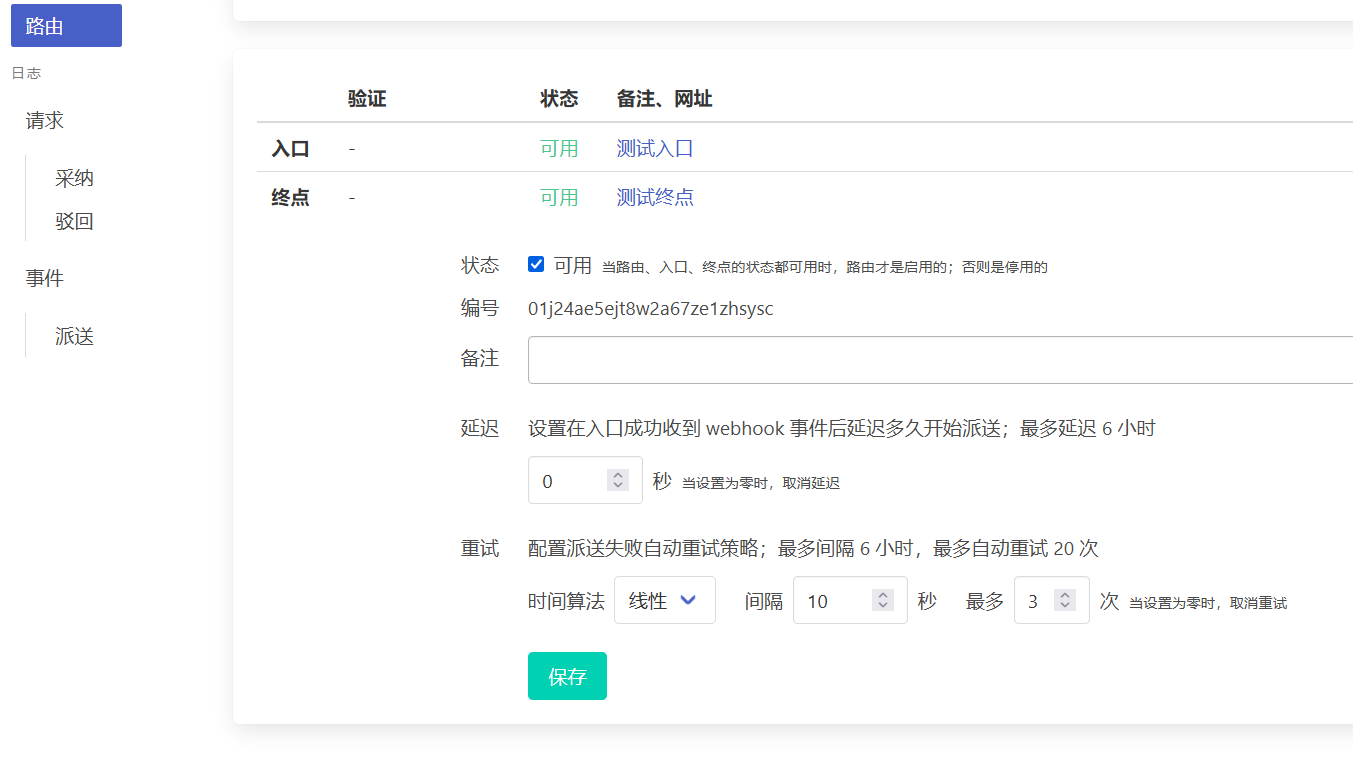 路由
日志
请求
采纳
驳回
事件
派送
验证 状态 备注、网址
入口 - 可用 测试入口
终点 - 可用 测试终点
状态 可用 当路由、入口、终点的状态都可用时，路由才是启用的；否则是停用的
编号 01j24ae5ejt8w2a67ze1zhsysc
备注
延迟 设置在入口成功收到 webhook 事件后延迟多久开始派送；最多延迟 6 小时
0 秒 当设置为零时，取消延迟
重试 配置派送失败自动重试策略；最多间隔 6 小时，最多自动重试 20 次
时间算法 线性 间隔 10 秒 最多 3 次 当设置为零时，取消重试
保存